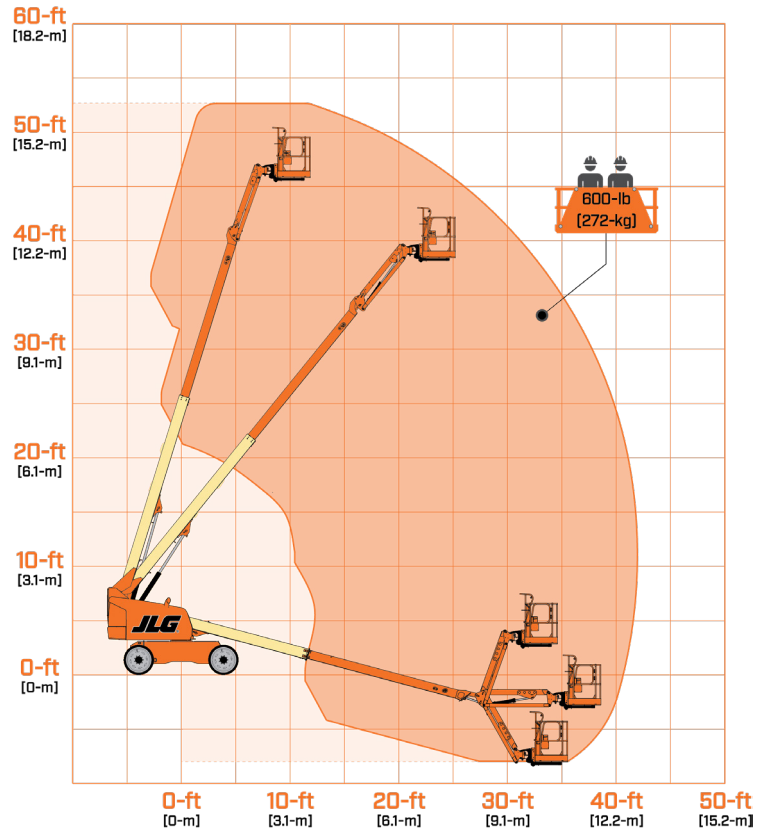 60-ft
[18.2-m]
50-ft
[15.2-m]
600-lb
[272-kg]
40-ft
[12.2-m]
30-ft
[9.1-m]
20-ft
[6.1-m]
10-ft
[3.1-m]
JLG
0-ft
[0-m]
0-ft 10-ft 20-ft 30-ft 40-ft 50-ft
[0-m] [3.1-m] [6.1-m] [9.1-m] [12.2-m] [15.2-m]